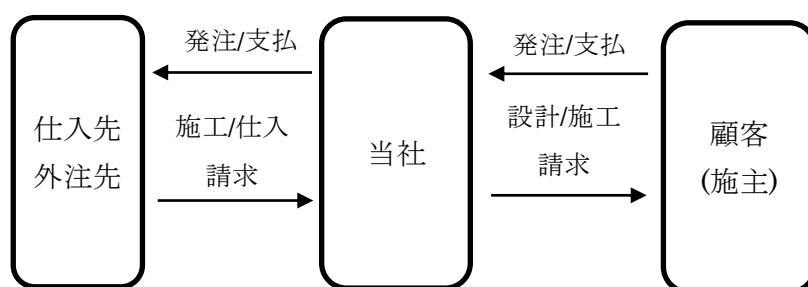 発注/支払
発注/支払
仕入先
外注先
施工/仕入
請求
当社
設計/施工
請求
顧客
(施主)